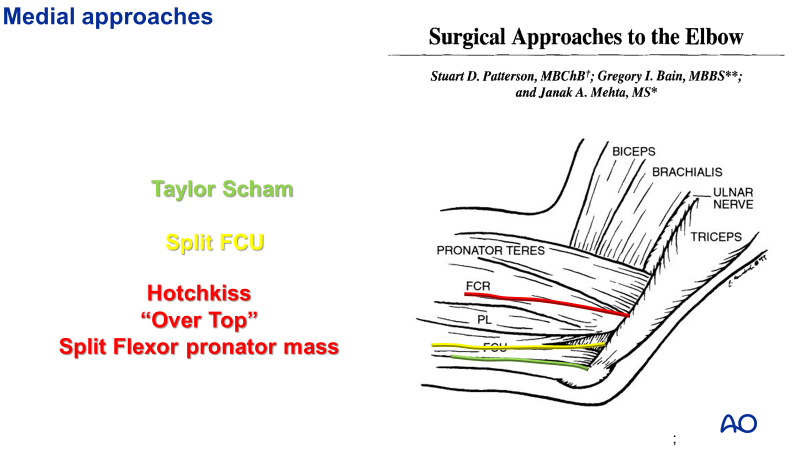 Medial approaches
Surgical Approaches to the Elbow
Stuart D. Patterson, MBChB†; Gregory I. Bain, MBBS**;
and Janak A. Mehta, MS*
Taylor Scham
Split FCU
Hotchkiss
“Over Top”
Split Flexor pronator mass
BICEPS
BRACHIALIS
ULNAR
NERVE
TRICEPS
PRONATOR TERES
FCR
PL
FCU
AO
;